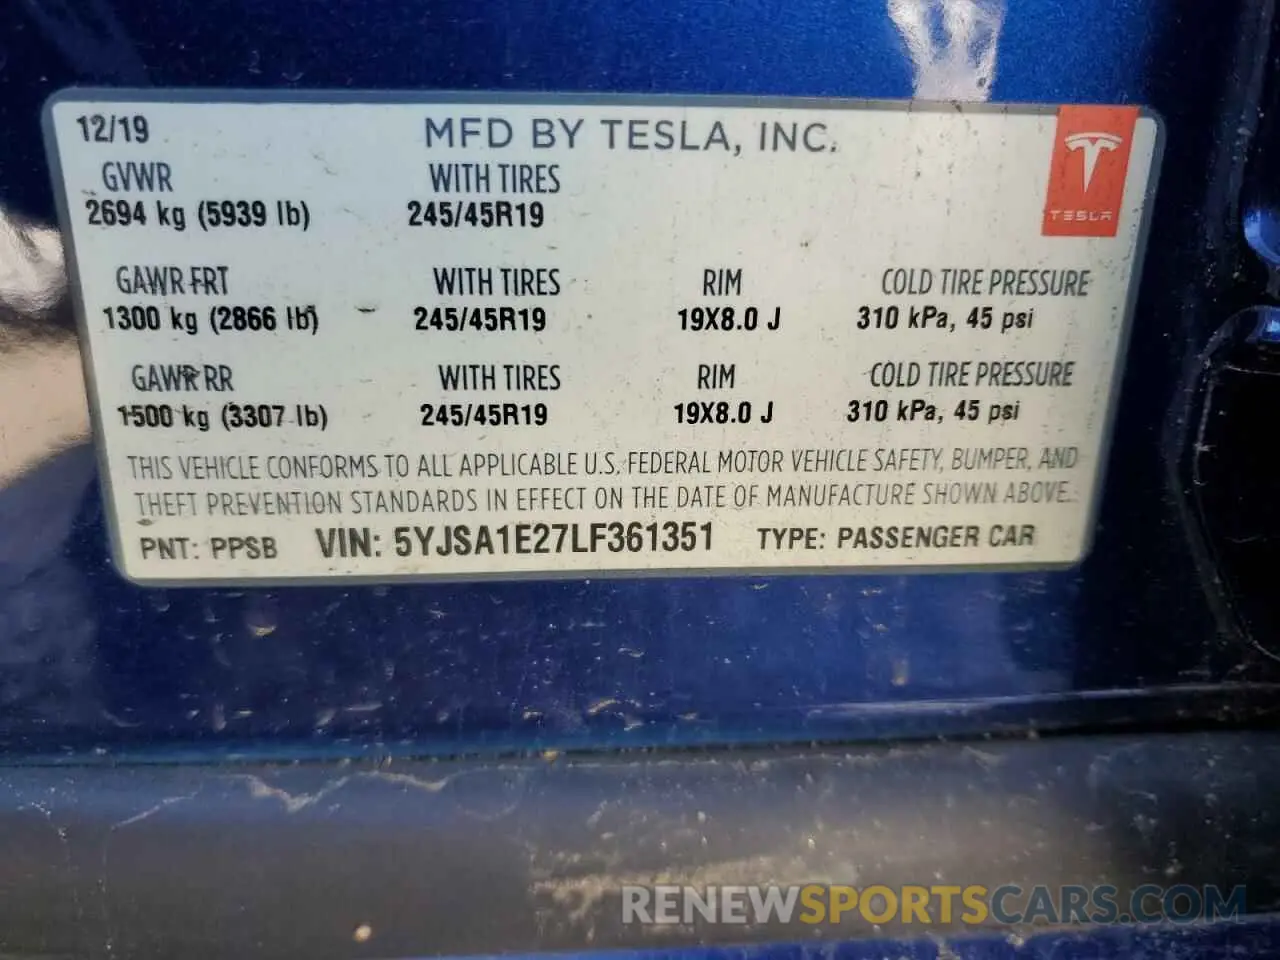 12/19 MFD BY TESLA, INC.
GVWR WITH TIRES
2694 kg (5939 lb) 245/45R19
TESLA
GAWR FRT WITH TIRES RIM COLD TIRE PRESSURE
1300 kg (2866 lb) 245/45R19 19X8.0 J 310 kPa, 45 psi
GAWR RR WITH TIRES RIM COLD TIRE PRESSURE
1500 kg (3307 lb) 245/45R19 19X8.0 J 310 kPa, 45 psi
THIS VEHICLE CONFORMS TO ALL APPLICABLE U.S. FEDERAL MOTOR VEHICLE SAFETY, BUMPER, AND
THEFT PREVENTION STANDARDS IN EFFECT ON THE DATE OF MANUFACTURE SHOWN ABOVE.
PNT: PPSB VIN: 5YJSA1E27LF361351 TYPE: PASSENGER CAR
RENEWSPORTSCARS.COM